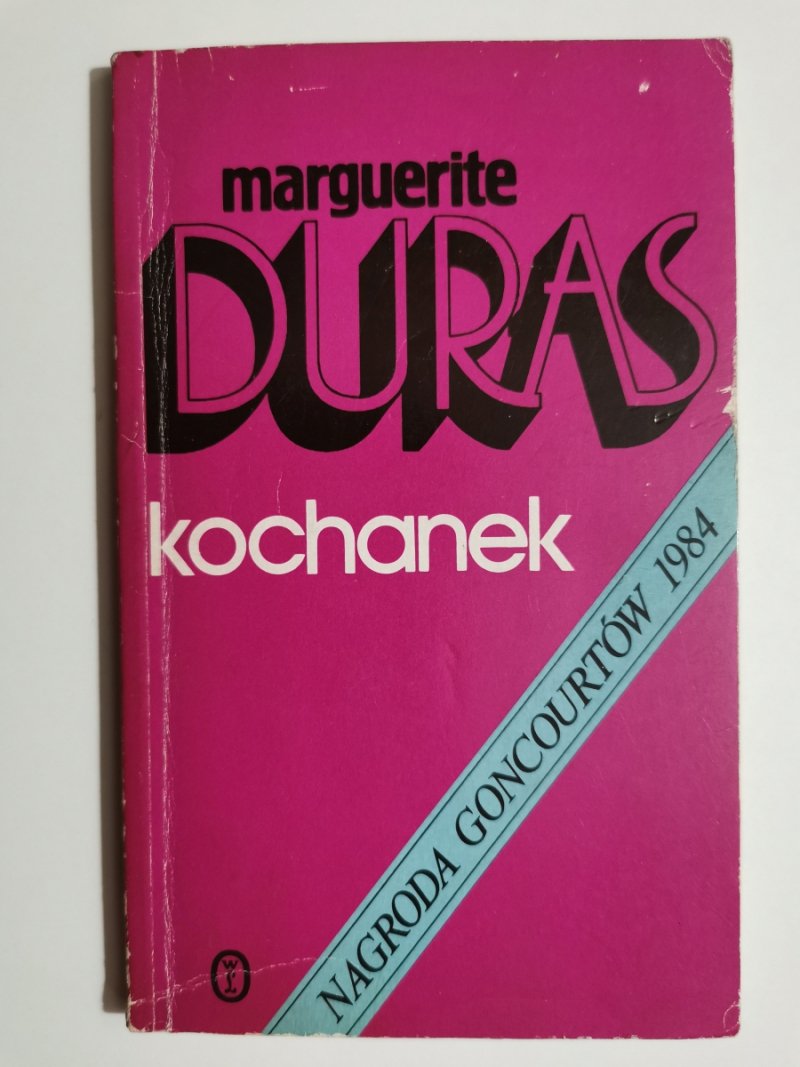 marguerite
DURAS
kochanek
NAGRODA GONCOURTÓW 1984